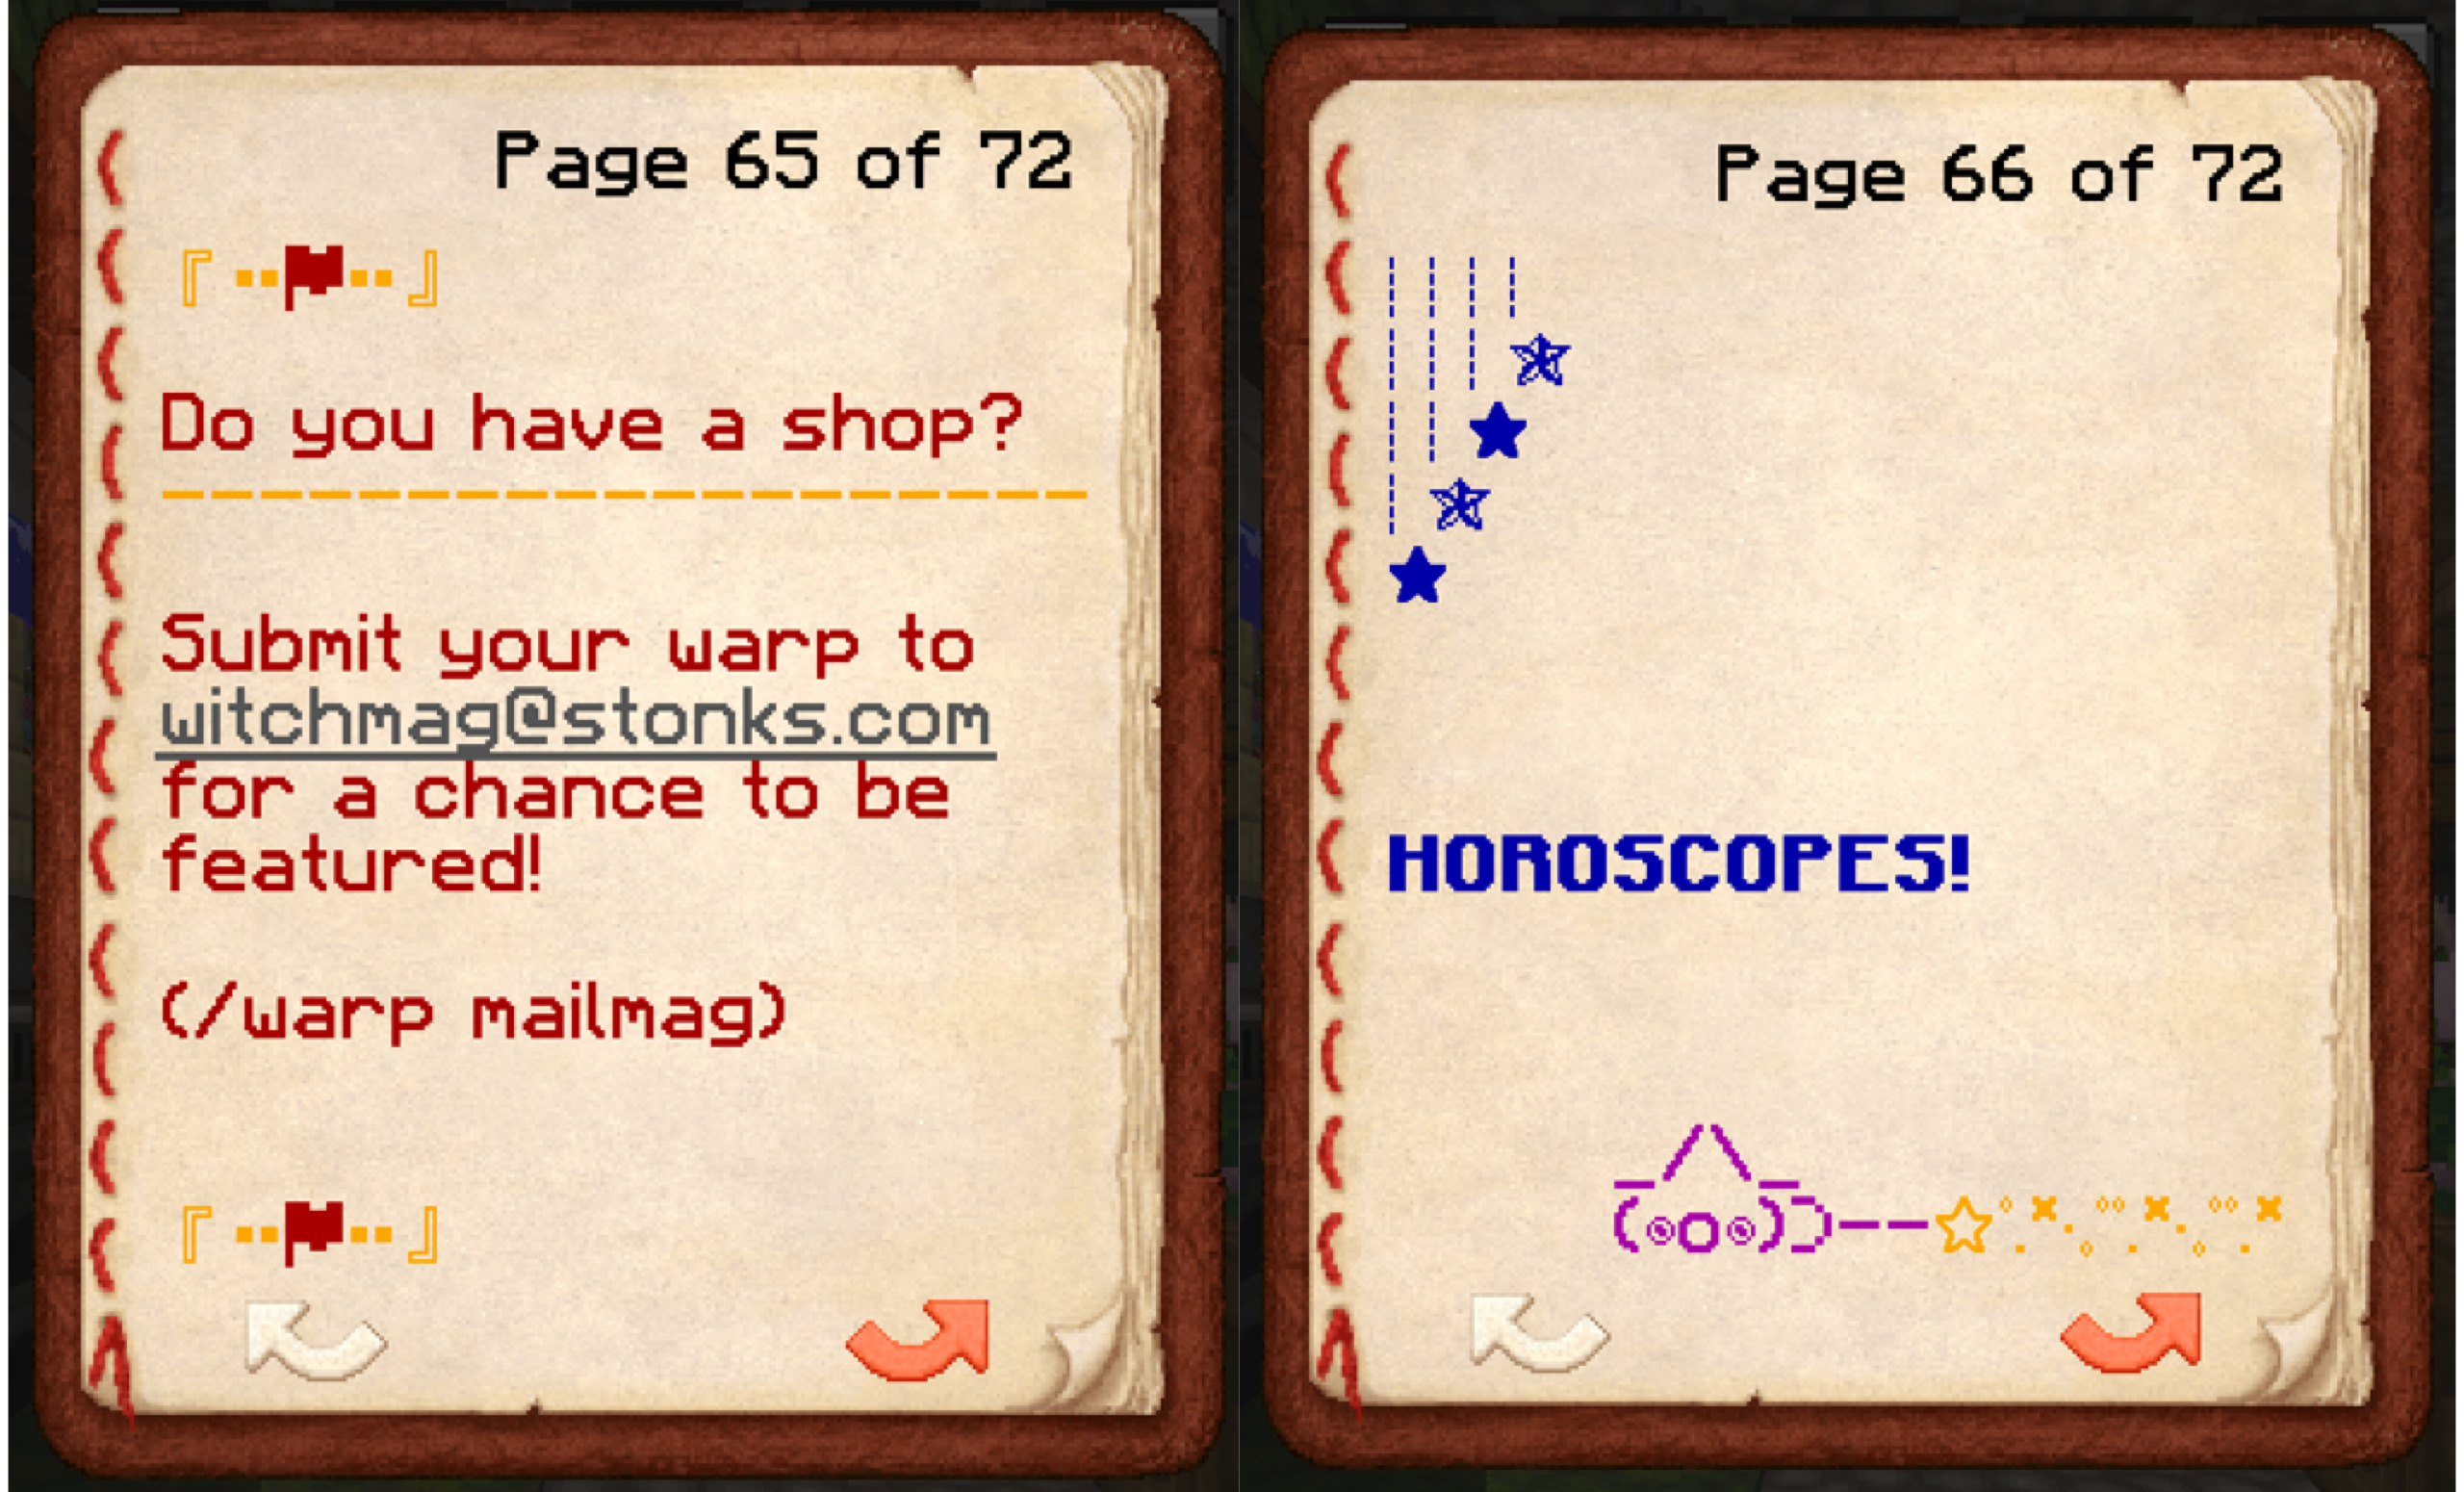 Page 65 of 72
『··⚑··』
Do you have a shop?
-------------------
Submit your warp to
witchmag@stonks.com
for a chance to be
featured!
(/warp mailmag)
『··⚑··』
Page 66 of 72
HOROSCOPES!